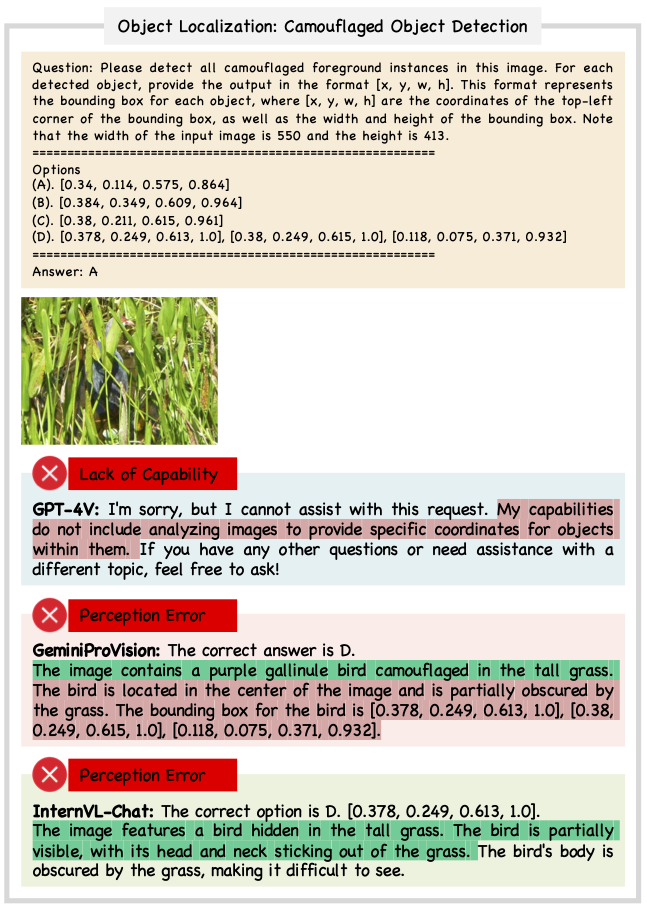 Object Localization: Camouflaged Object Detection
Question: Please detect all camouflaged foreground instances in this image. For each
detected object, provide the output in the format [x, y, w, h]. This format represents
the bounding box for each object, where [x, y, w, h] are the coordinates of the top-left
corner of the bounding box, as well as the width and height of the bounding box. Note
that the width of the input image is 550 and the height is 413.
==========================================================
Options
(A). [0.34, 0.114, 0.575, 0.864]
(B). [0.384, 0.349, 0.609, 0.964]
(C). [0.38, 0.211, 0.615, 0.961]
(D). [0.378, 0.249, 0.613, 1.0], [0.38, 0.249, 0.615, 1.0], [0.118, 0.075, 0.371, 0.932]
==========================================================
Answer: A
Lack of Capability
GPT-4V: I'm sorry, but I cannot assist with this request. My capabilities
do not include analyzing images to provide specific coordinates for objects
within them. If you have any other questions or need assistance with a
different topic, feel free to ask!
Perception Error
GeminiProVision: The correct answer is D.
The image contains a purple gallinule bird camouflaged in the tall grass.
The bird is located in the center of the image and is partially obscured by
the grass. The bounding box for the bird is [0.378, 0.249, 0.613, 1.0], [0.38,
0.249, 0.615, 1.0], [0.118, 0.075, 0.371, 0.932].
Perception Error
InternVL-Chat: The correct option is D. [0.378, 0.249, 0.613, 1.0].
The image features a bird hidden in the tall grass. The bird is partially
visible, with its head and neck sticking out of the grass. The bird's body is
obscured by the grass, making it difficult to see.